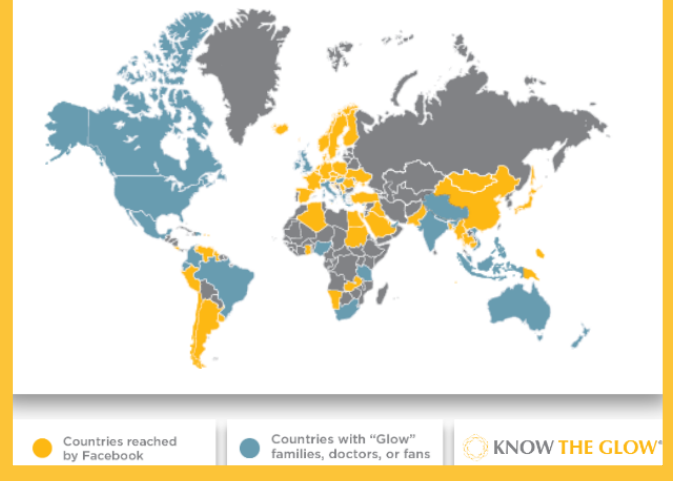 Countries reached
by Facebook
Countries with “Glow”
families, doctors, or fans
KNOW THE GLOW®